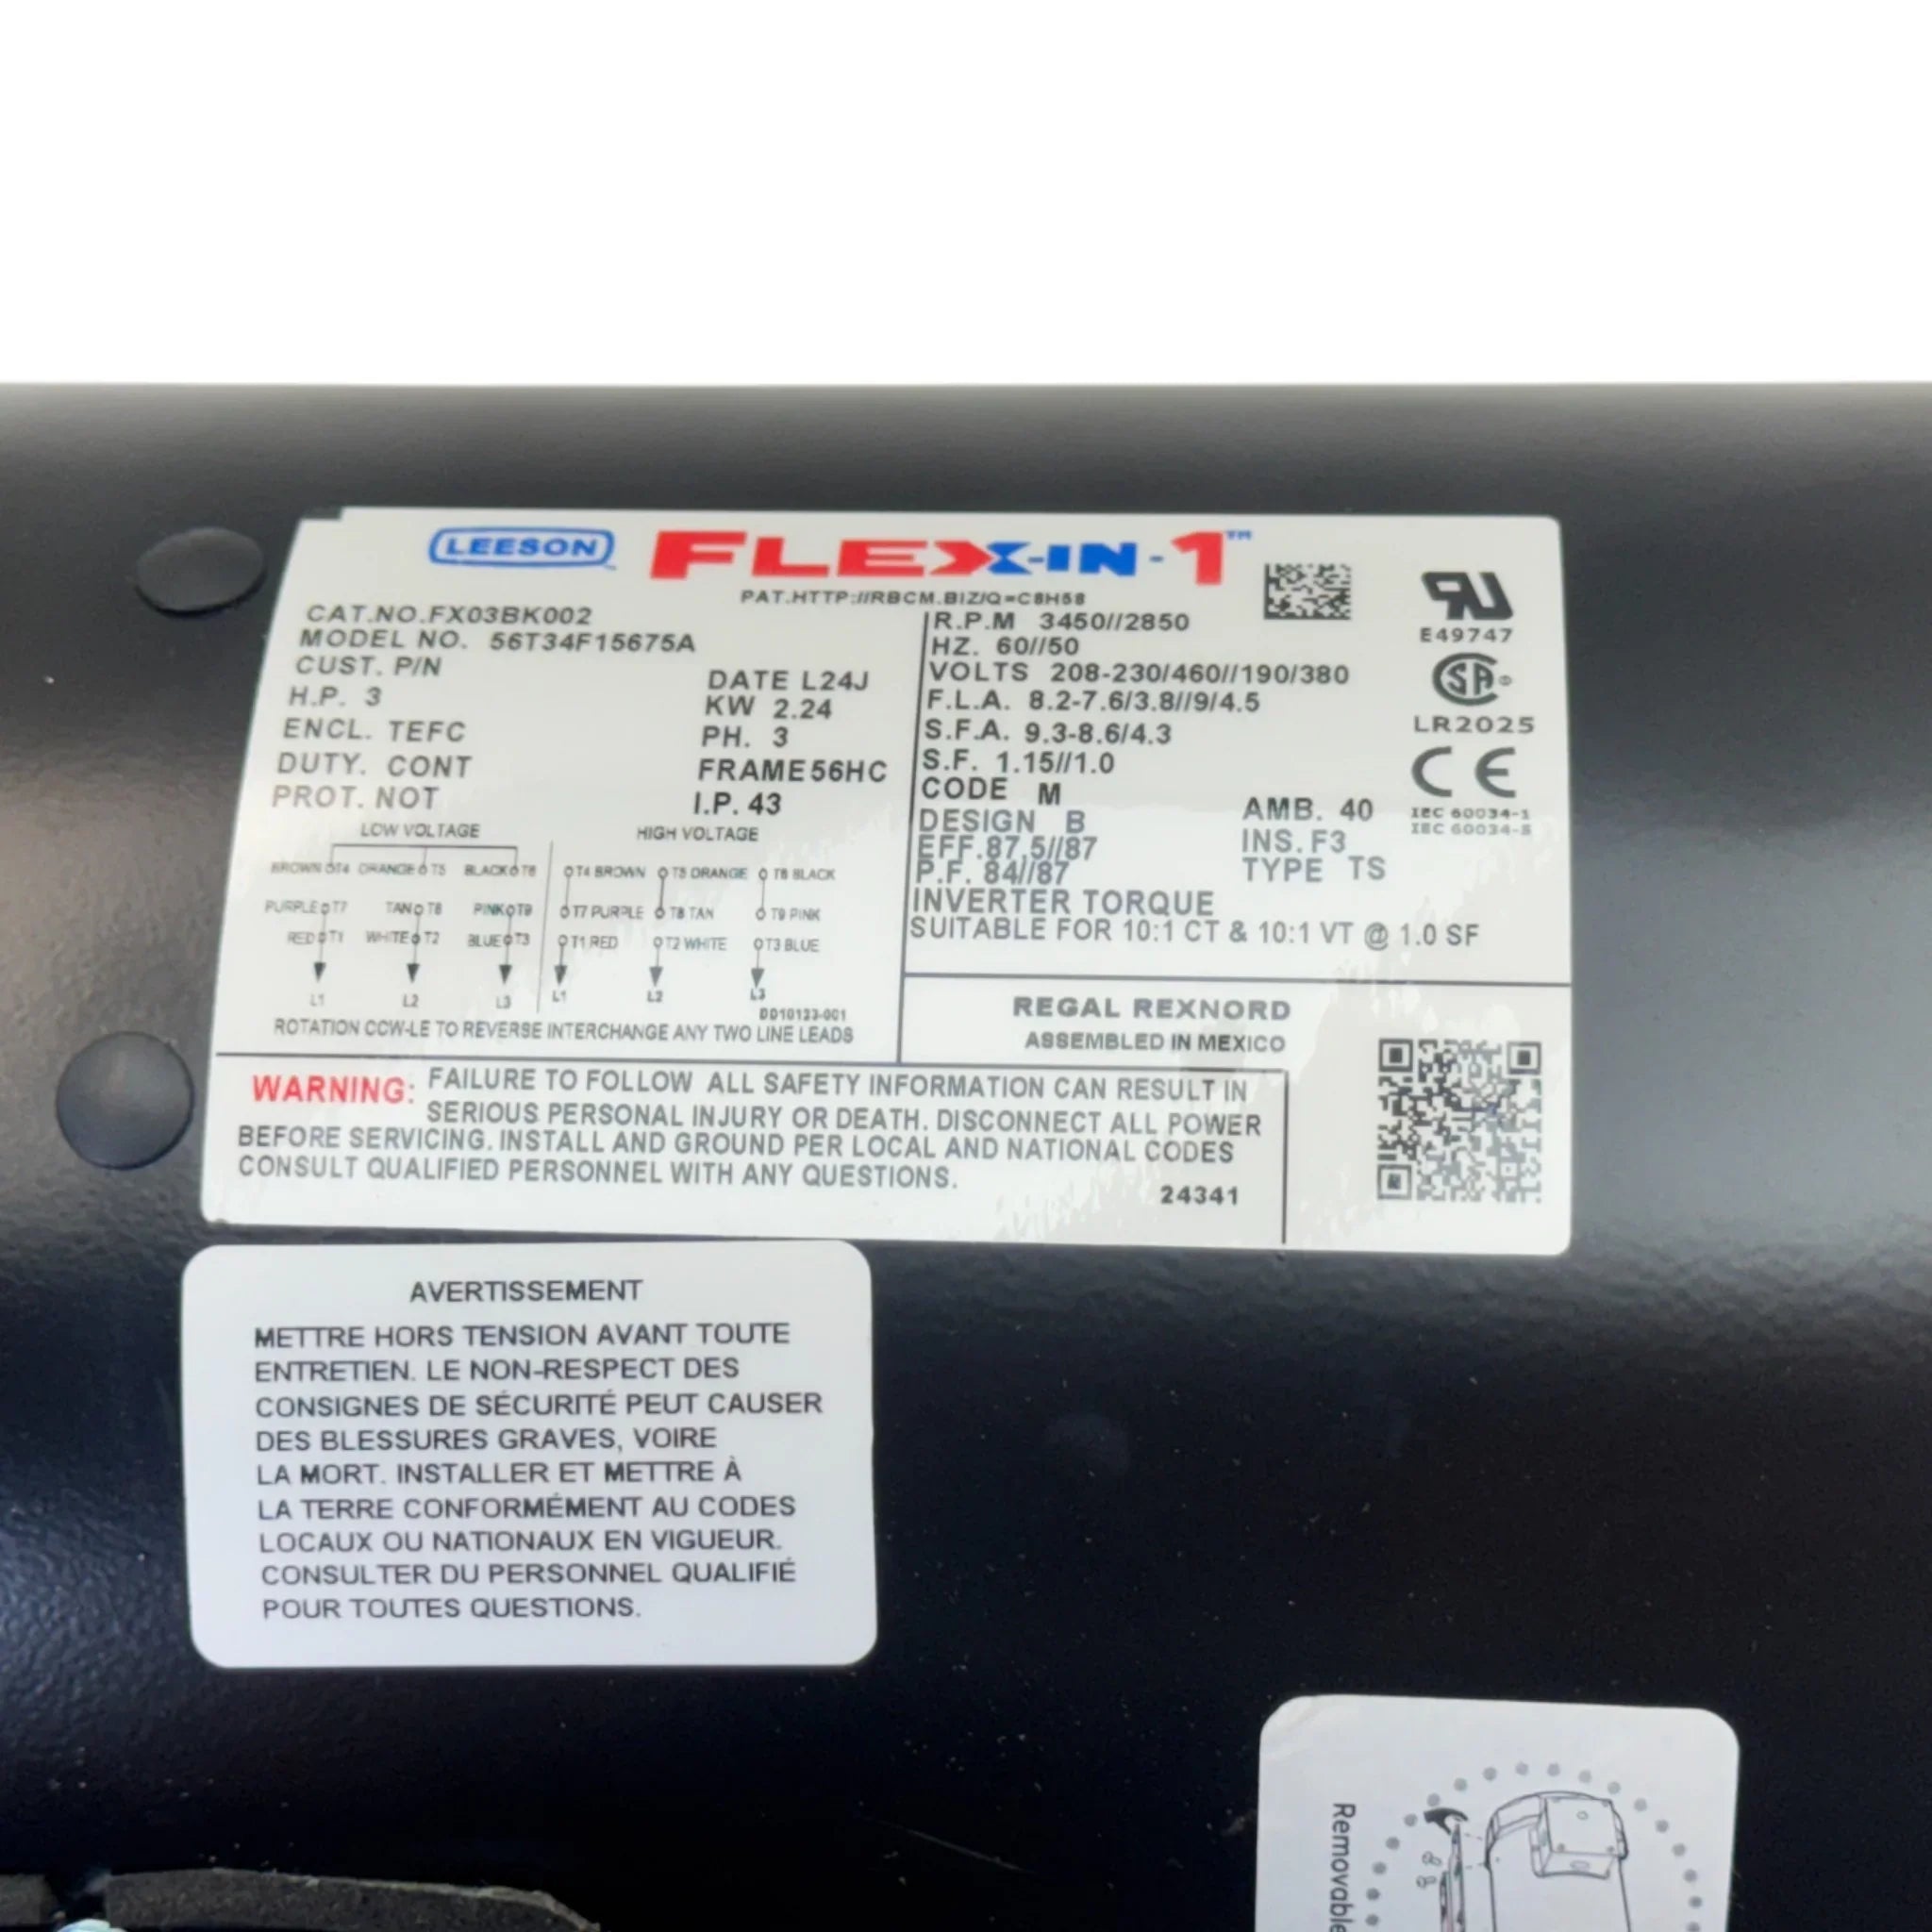 LEESON FLEX-IN-1™
PAT.HTTP://RBCM.BIZ/Q=C8H58
CAT.NO.FX03BK002
MODEL NO. 56T34F15675A
CUST. P/N
DATE L24J
H.P. 3
KW 2.24
ENCL. TEFC
PH. 3
DUTY. CONT
FRAME56HC
PROT. NOT
I.P. 43
LOW VOLTAGE
HIGH VOLTAGE
BROWN T4 ORANGE T5 BLACK T6
T4 BROWN T5 ORANGE T6 BLACK
PURPLE T7 TAN T8 PINK T9
T7 PURPLE T8 TAN T9 PINK
RED T1 WHITE T2 BLUE T3
T1 RED T2 WHITE T3 BLUE
L1 L2 L3
L1 L2 L3
DD10133-001
ROTATION CCW-LE TO REVERSE INTERCHANGE ANY TWO LINE LEADS
R.P.M 3450//2850
HZ. 60//50
VOLTS 208-230/460//190/380
F.L.A. 8.2-7.6/3.8//9/4.5
S.F.A. 9.3-8.6/4.3
S.F. 1.15//1.0
CODE M
DESIGN B
AMB. 40
EFF.87.5//87
INS. F3
P.F. 84//87
TYPE TS
INVERTER TORQUE
SUITABLE FOR 10:1 CT & 10:1 VT @ 1.0 SF
E49747
LR2025
CE
IEC 60034-1
IEC 60034-5
REGAL REXNORD
ASSEMBLED IN MEXICO
WARNING: FAILURE TO FOLLOW ALL SAFETY INFORMATION CAN RESULT IN
SERIOUS PERSONAL INJURY OR DEATH. DISCONNECT ALL POWER
BEFORE SERVICING. INSTALL AND GROUND PER LOCAL AND NATIONAL CODES
CONSULT QUALIFIED PERSONNEL WITH ANY QUESTIONS.
24341
AVERTISSEMENT
METTRE HORS TENSION AVANT TOUTE
ENTRETIEN. LE NON-RESPECT DES
CONSIGNES DE SÉCURITÉ PEUT CAUSER
DES BLESSURES GRAVES, VOIRE
LA MORT. INSTALLER ET METTRE À
LA TERRE CONFORMÉMENT AU CODES
LOCAUX OU NATIONAUX EN VIGUEUR.
CONSULTER DU PERSONNEL QUALIFIÉ
POUR TOUTES QUESTIONS.
Removable